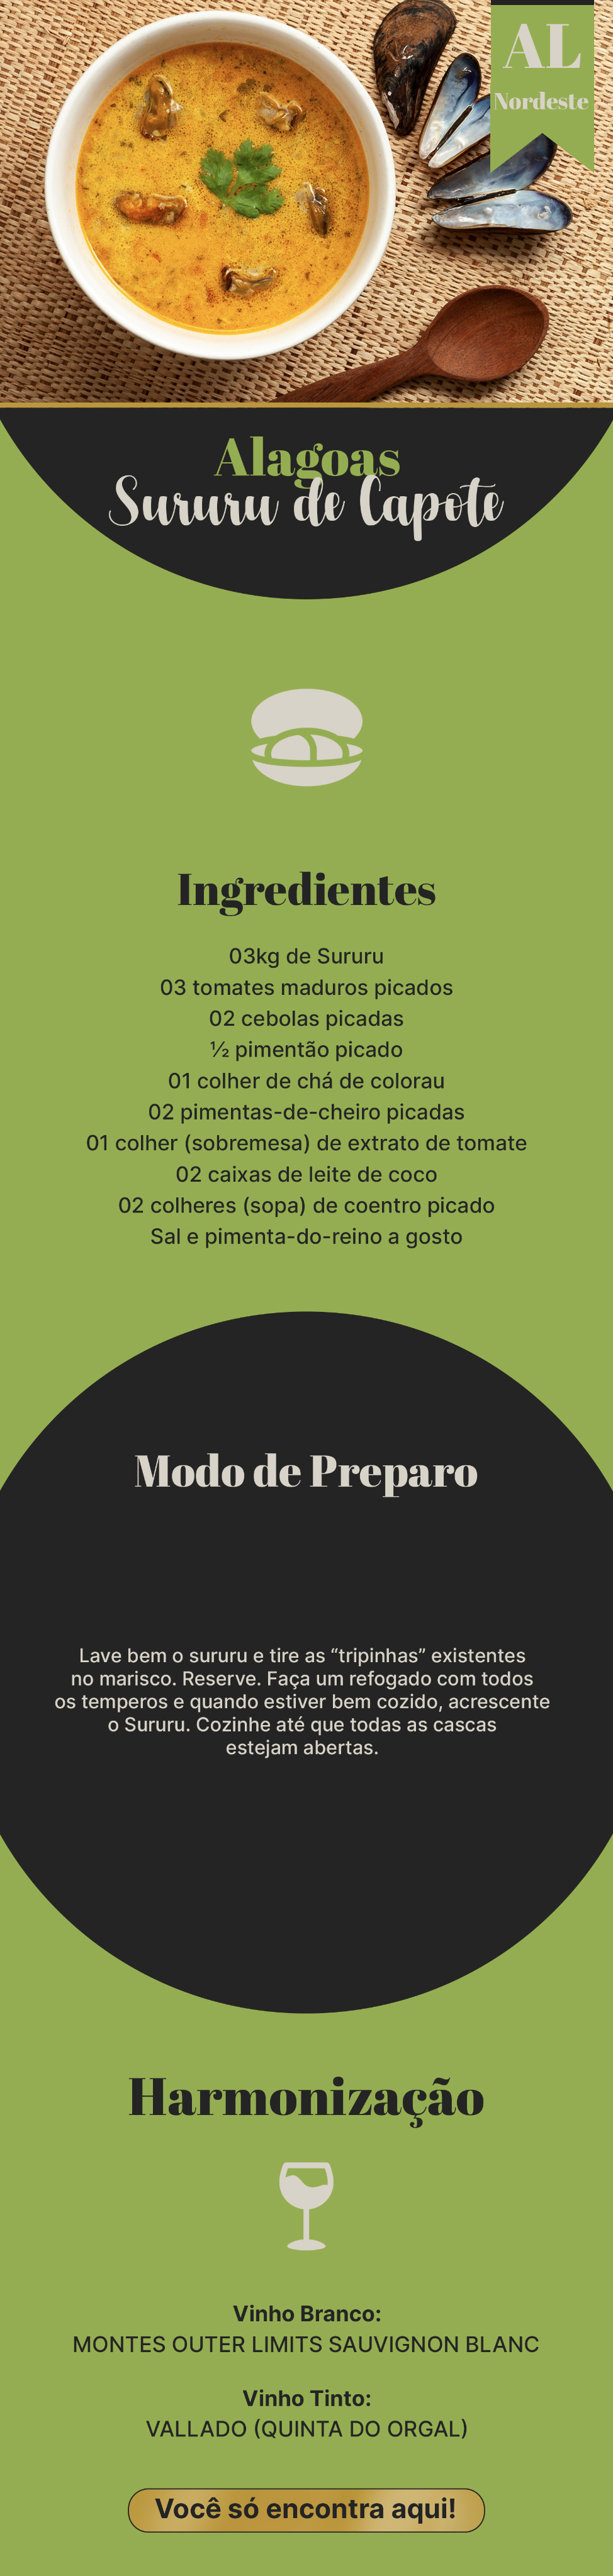 AL
Nordeste
Alagoas
Sururu de Capote
Ingredientes
03kg de Sururu
03 tomates maduros picados
02 cebolas picadas
½ pimentão picado
01 colher de chá de colorau
02 pimentas-de-cheiro picadas
01 colher (sobremesa) de extrato de tomate
02 caixas de leite de coco
02 colheres (sopa) de coentro picado
Sal e pimenta-do-reino a gosto
Modo de Preparo
Lave bem o sururu e tire as “tripinhas” existentes
no marisco. Reserve. Faça um refogado com todos
os temperos e quando estiver bem cozido, acrescente
o Sururu. Cozinhe até que todas as cascas
estejam abertas.
Harmonização
Vinho Branco:
MONTES OUTER LIMITS SAUVIGNON BLANC
Vinho Tinto:
VALLADO (QUINTA DO ORGAL)
Você só encontra aqui!